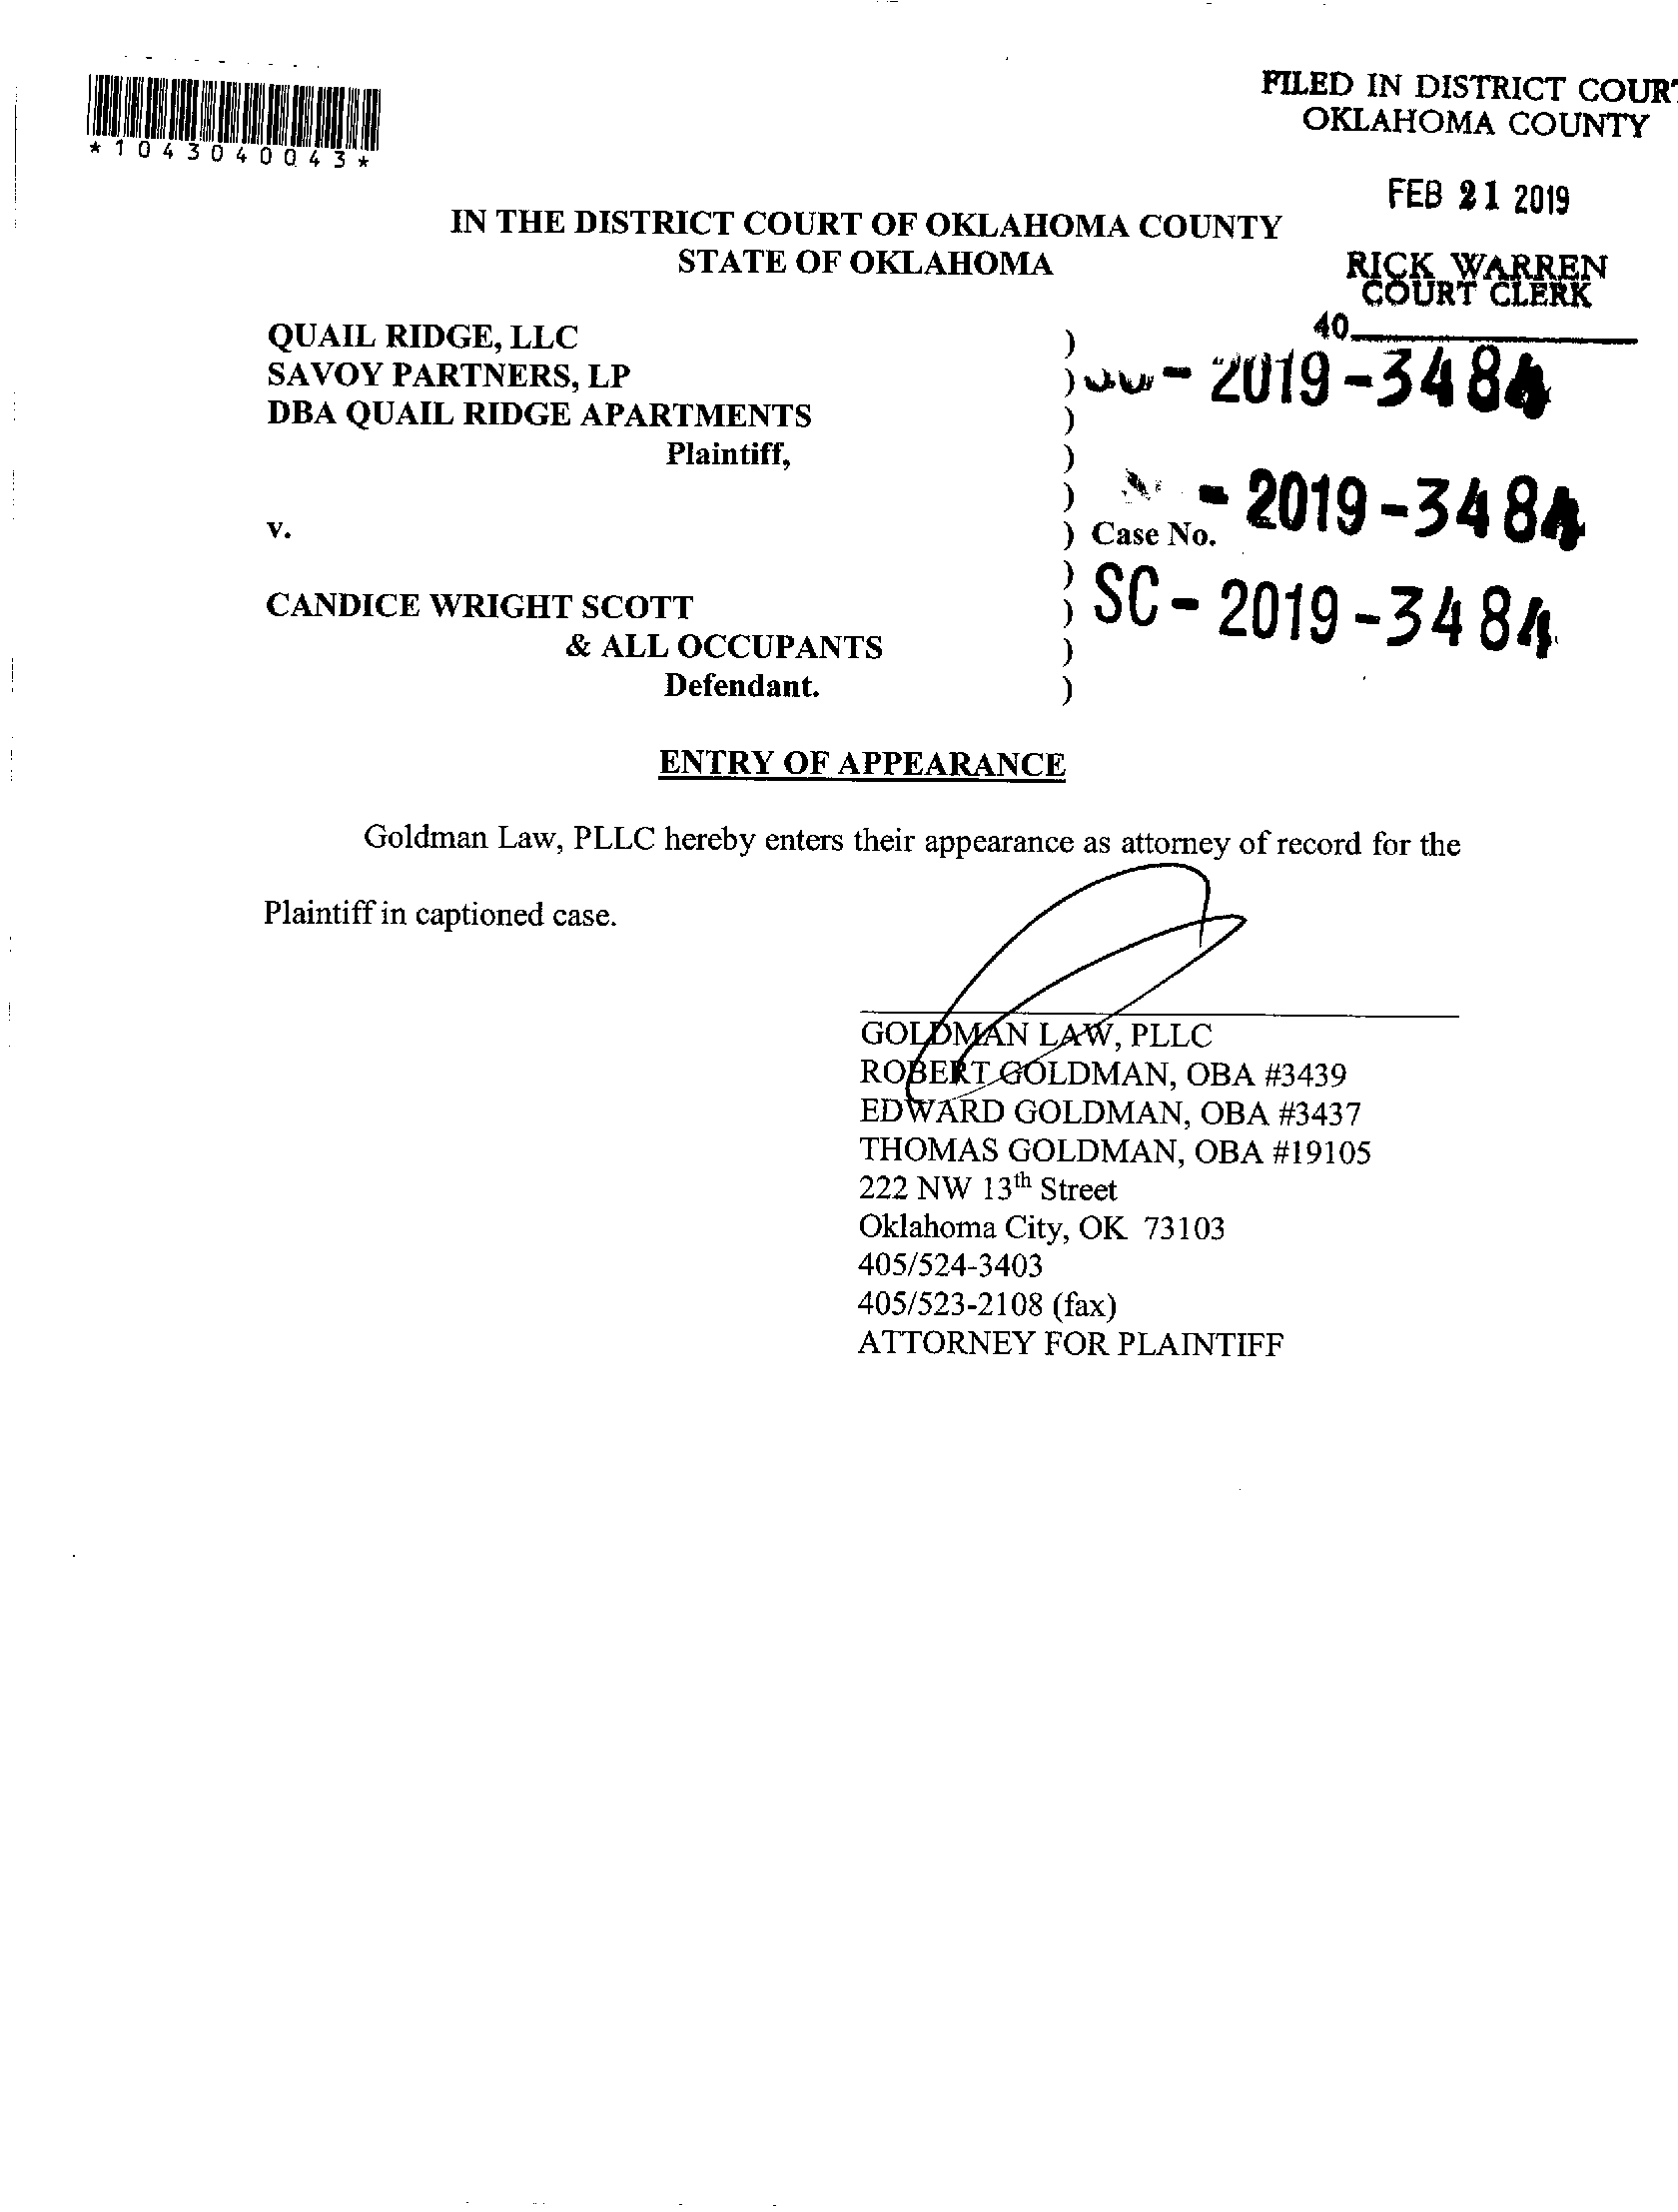 *1043040043*
FILED IN DISTRICT COUR
OKLAHOMA COUNTY
FEB 21 2019
RICK WARREN
COURT CLERK
40
IN THE DISTRICT COURT OF OKLAHOMA COUNTY
STATE OF OKLAHOMA
QUAIL RIDGE, LLC )
SAVOY PARTNERS, LP ) - 2019-3484
DBA QUAIL RIDGE APARTMENTS )
Plaintiff, )
) - 2019-3484
v. ) Case No.
)
CANDICE WRIGHT SCOTT ) SC-2019-3484
& ALL OCCUPANTS )
Defendant. )
ENTRY OF APPEARANCE
Goldman Law, PLLC hereby enters their appearance as attorney of record for the
Plaintiff in captioned case.
GOLDMAN LAW, PLLC
ROBERT GOLDMAN, OBA #3439
EDWARD GOLDMAN, OBA #3437
THOMAS GOLDMAN, OBA #19105
222 NW 13th Street
Oklahoma City, OK 73103
405/524-3403
405/523-2108 (fax)
ATTORNEY FOR PLAINTIFF